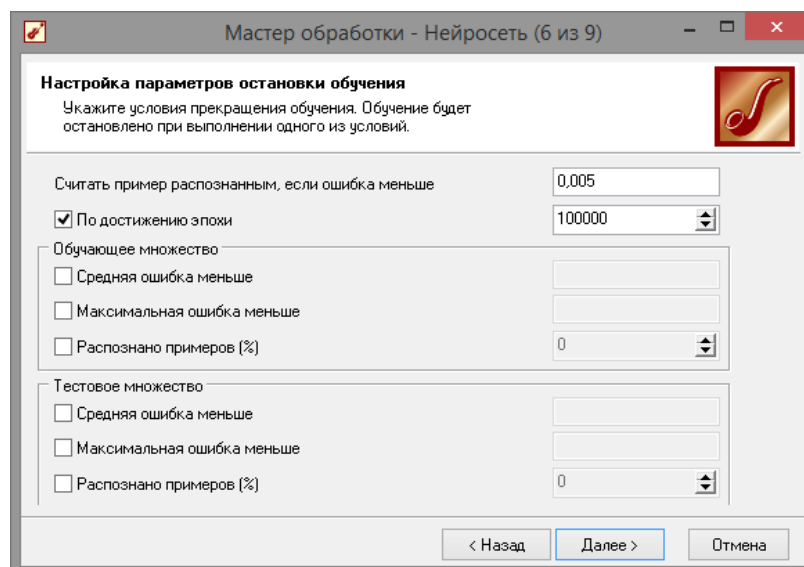 Мастер обработки - Нейросеть (6 из 9)
Настройка параметров остановки обучения
Укажите условия прекращения обучения. Обучение будет
остановлено при выполнении одного из условий.
Считать пример распознанным, если ошибка меньше 0,005
По достижению эпохи 100000
Обучающее множество
Средняя ошибка меньше
Максимальная ошибка меньше
Распознано примеров (%) 0
Тестовое множество
Средняя ошибка меньше
Максимальная ошибка меньше
Распознано примеров (%) 0
< Назад Далее > Отмена